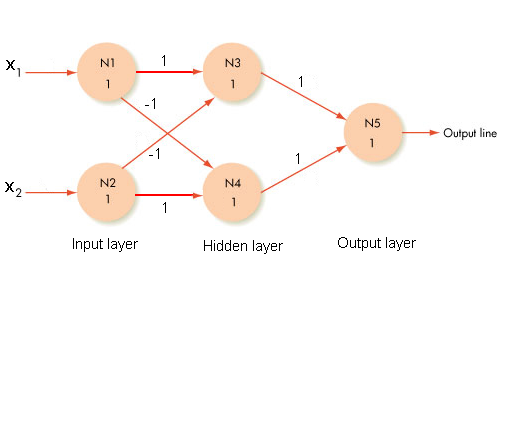 X1
N1
1
1
N3
1
1
-1
N5
1
Output line
X2
N2
1
-1
1
N4
1
1
Input layer
Hidden layer
Output layer